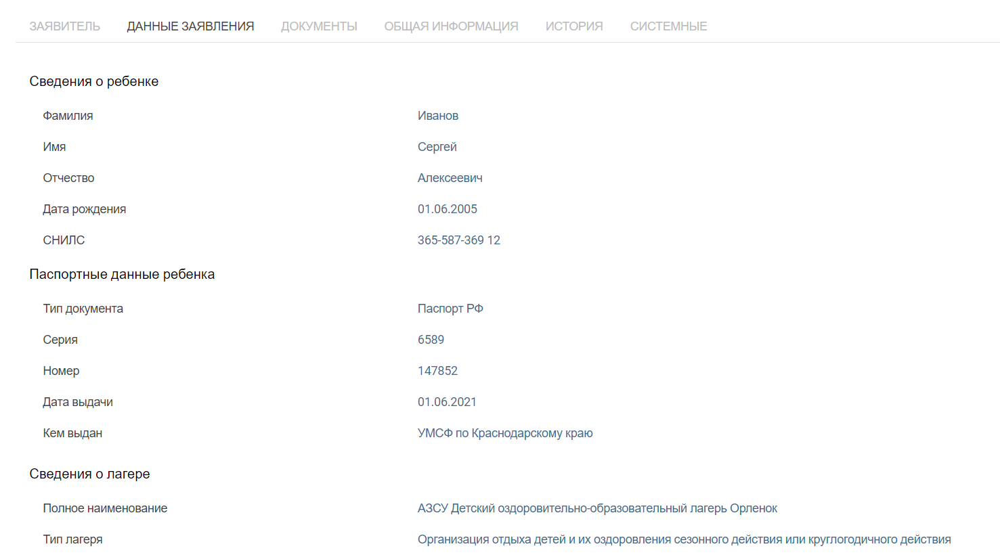 ЗАЯВИТЕЛЬ ДАННЫЕ ЗАЯВЛЕНИЯ ДОКУМЕНТЫ ОБЩАЯ ИНФОРМАЦИЯ ИСТОРИЯ СИСТЕМНЫЕ
Сведения о ребенке
Фамилия Иванов
Имя Сергей
Отчество Алексеевич
Дата рождения 01.06.2005
СНИЛС 365-587-369 12
Паспортные данные ребенка
Тип документа Паспорт РФ
Серия 6589
Номер 147852
Дата выдачи 01.06.2021
Кем выдан УМСФ по Краснодарскому краю
Сведения о лагере
Полное наименование АЗСУ Детский оздоровительно-образовательный лагерь Орленок
Тип лагеря Организация отдыха детей и их оздоровления сезонного действия или круглогодичного действия